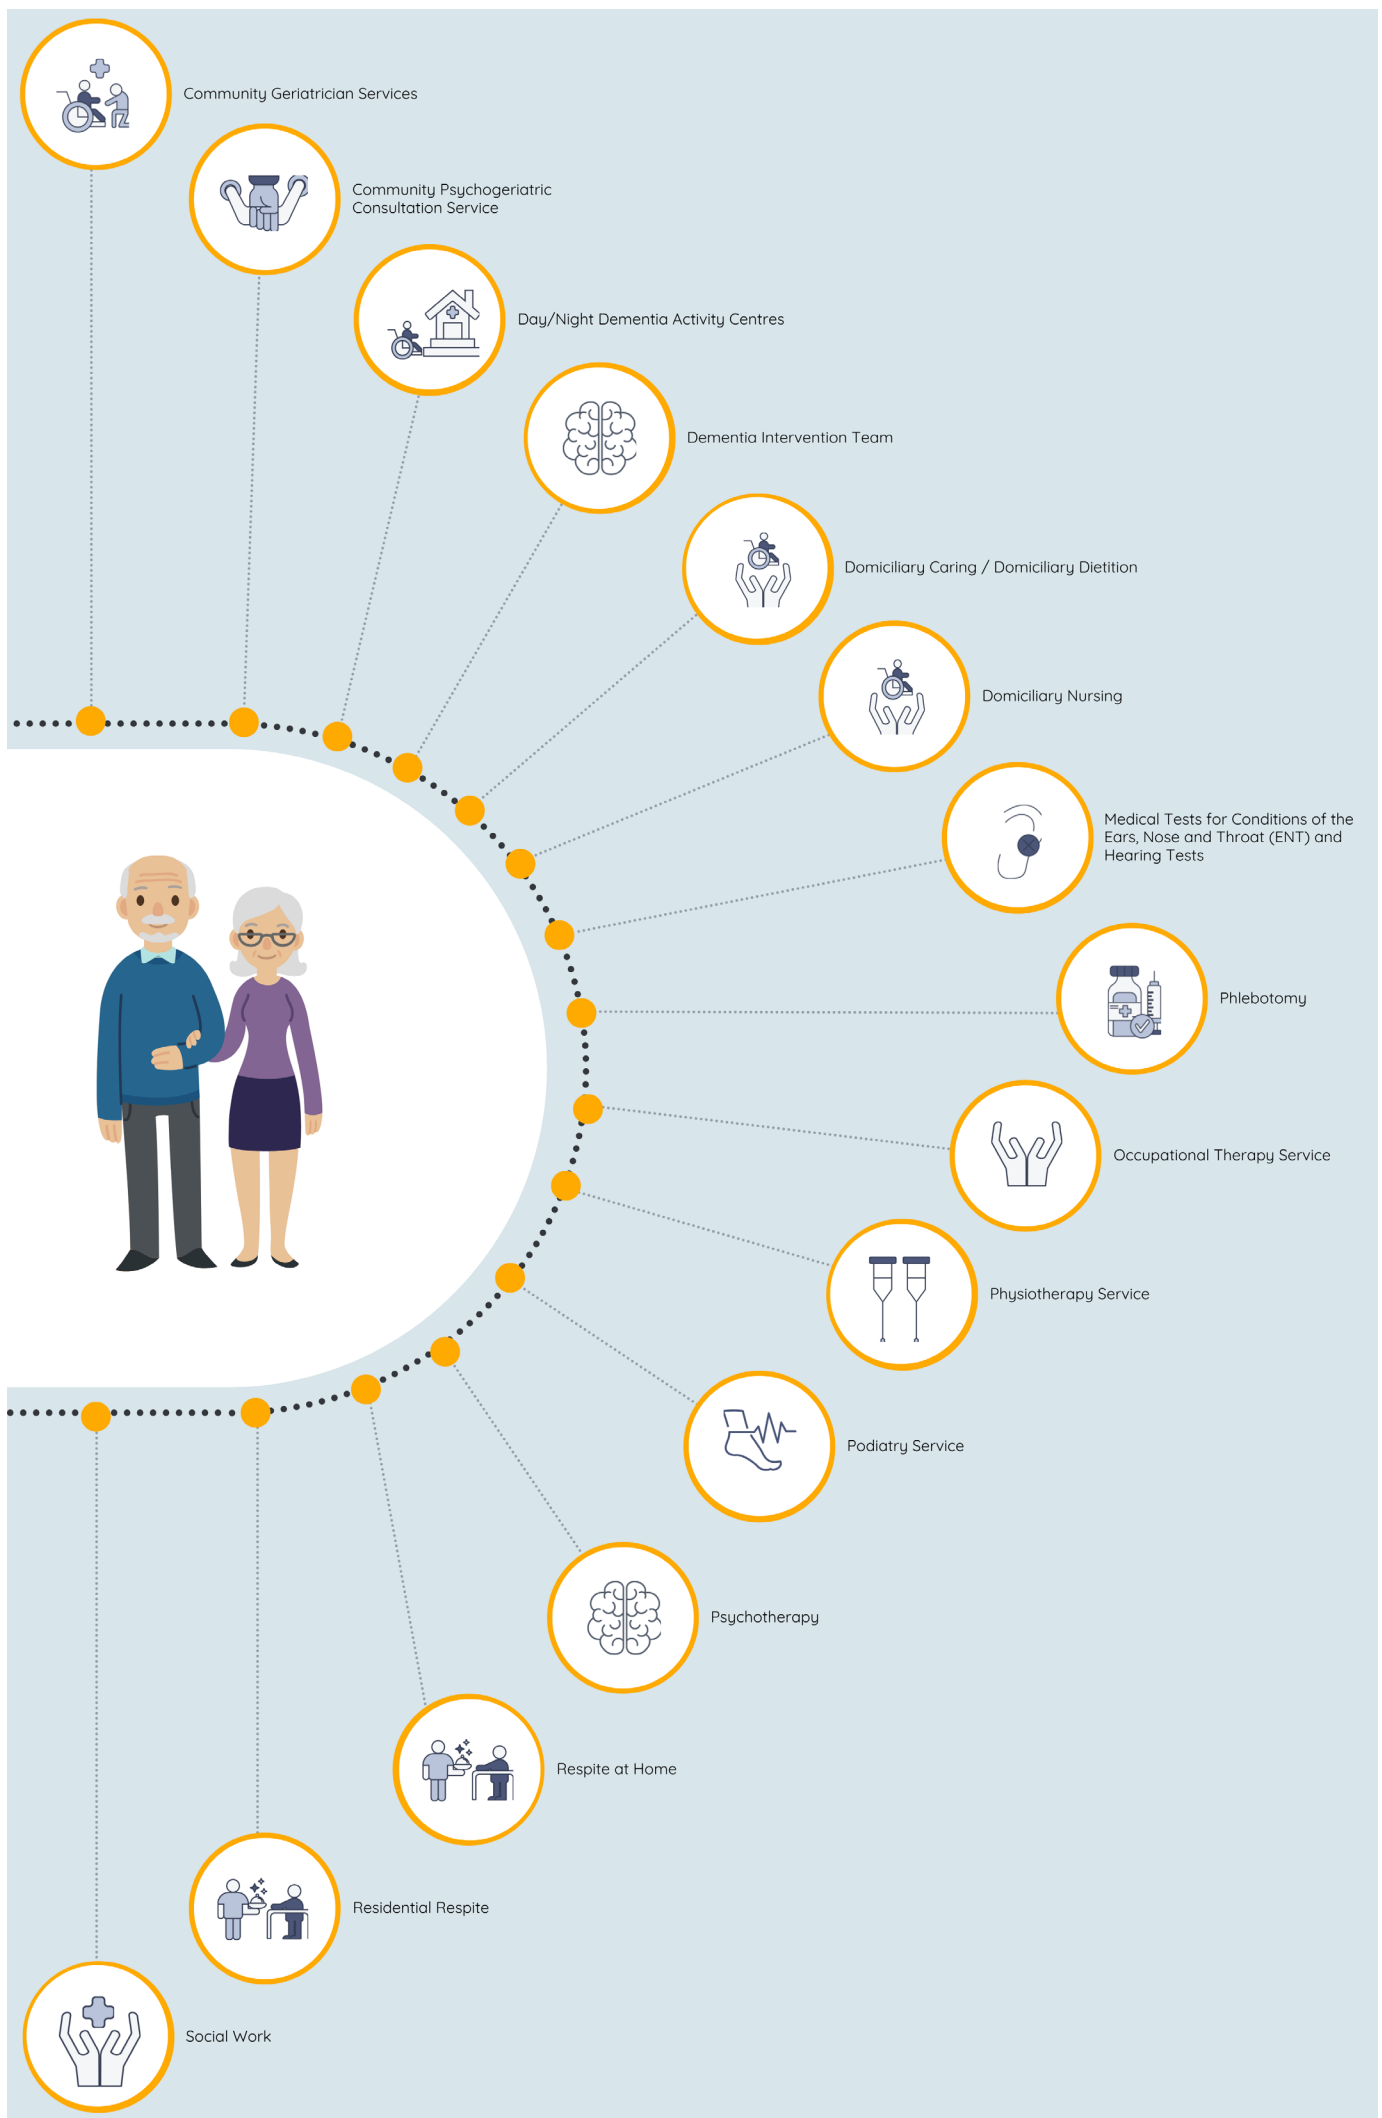 Community Geriatrician Services
Community Psychogeriatric
Consultation Service
Day/Night Dementia Activity Centres
Dementia Intervention Team
Domiciliary Caring / Domiciliary Dietition
Domiciliary Nursing
Medical Tests for Conditions of the
Ears, Nose and Throat (ENT) and
Hearing Tests
Phlebotomy
Occupational Therapy Service
Physiotherapy Service
Podiatry Service
Psychotherapy
Respite at Home
Residential Respite
Social Work